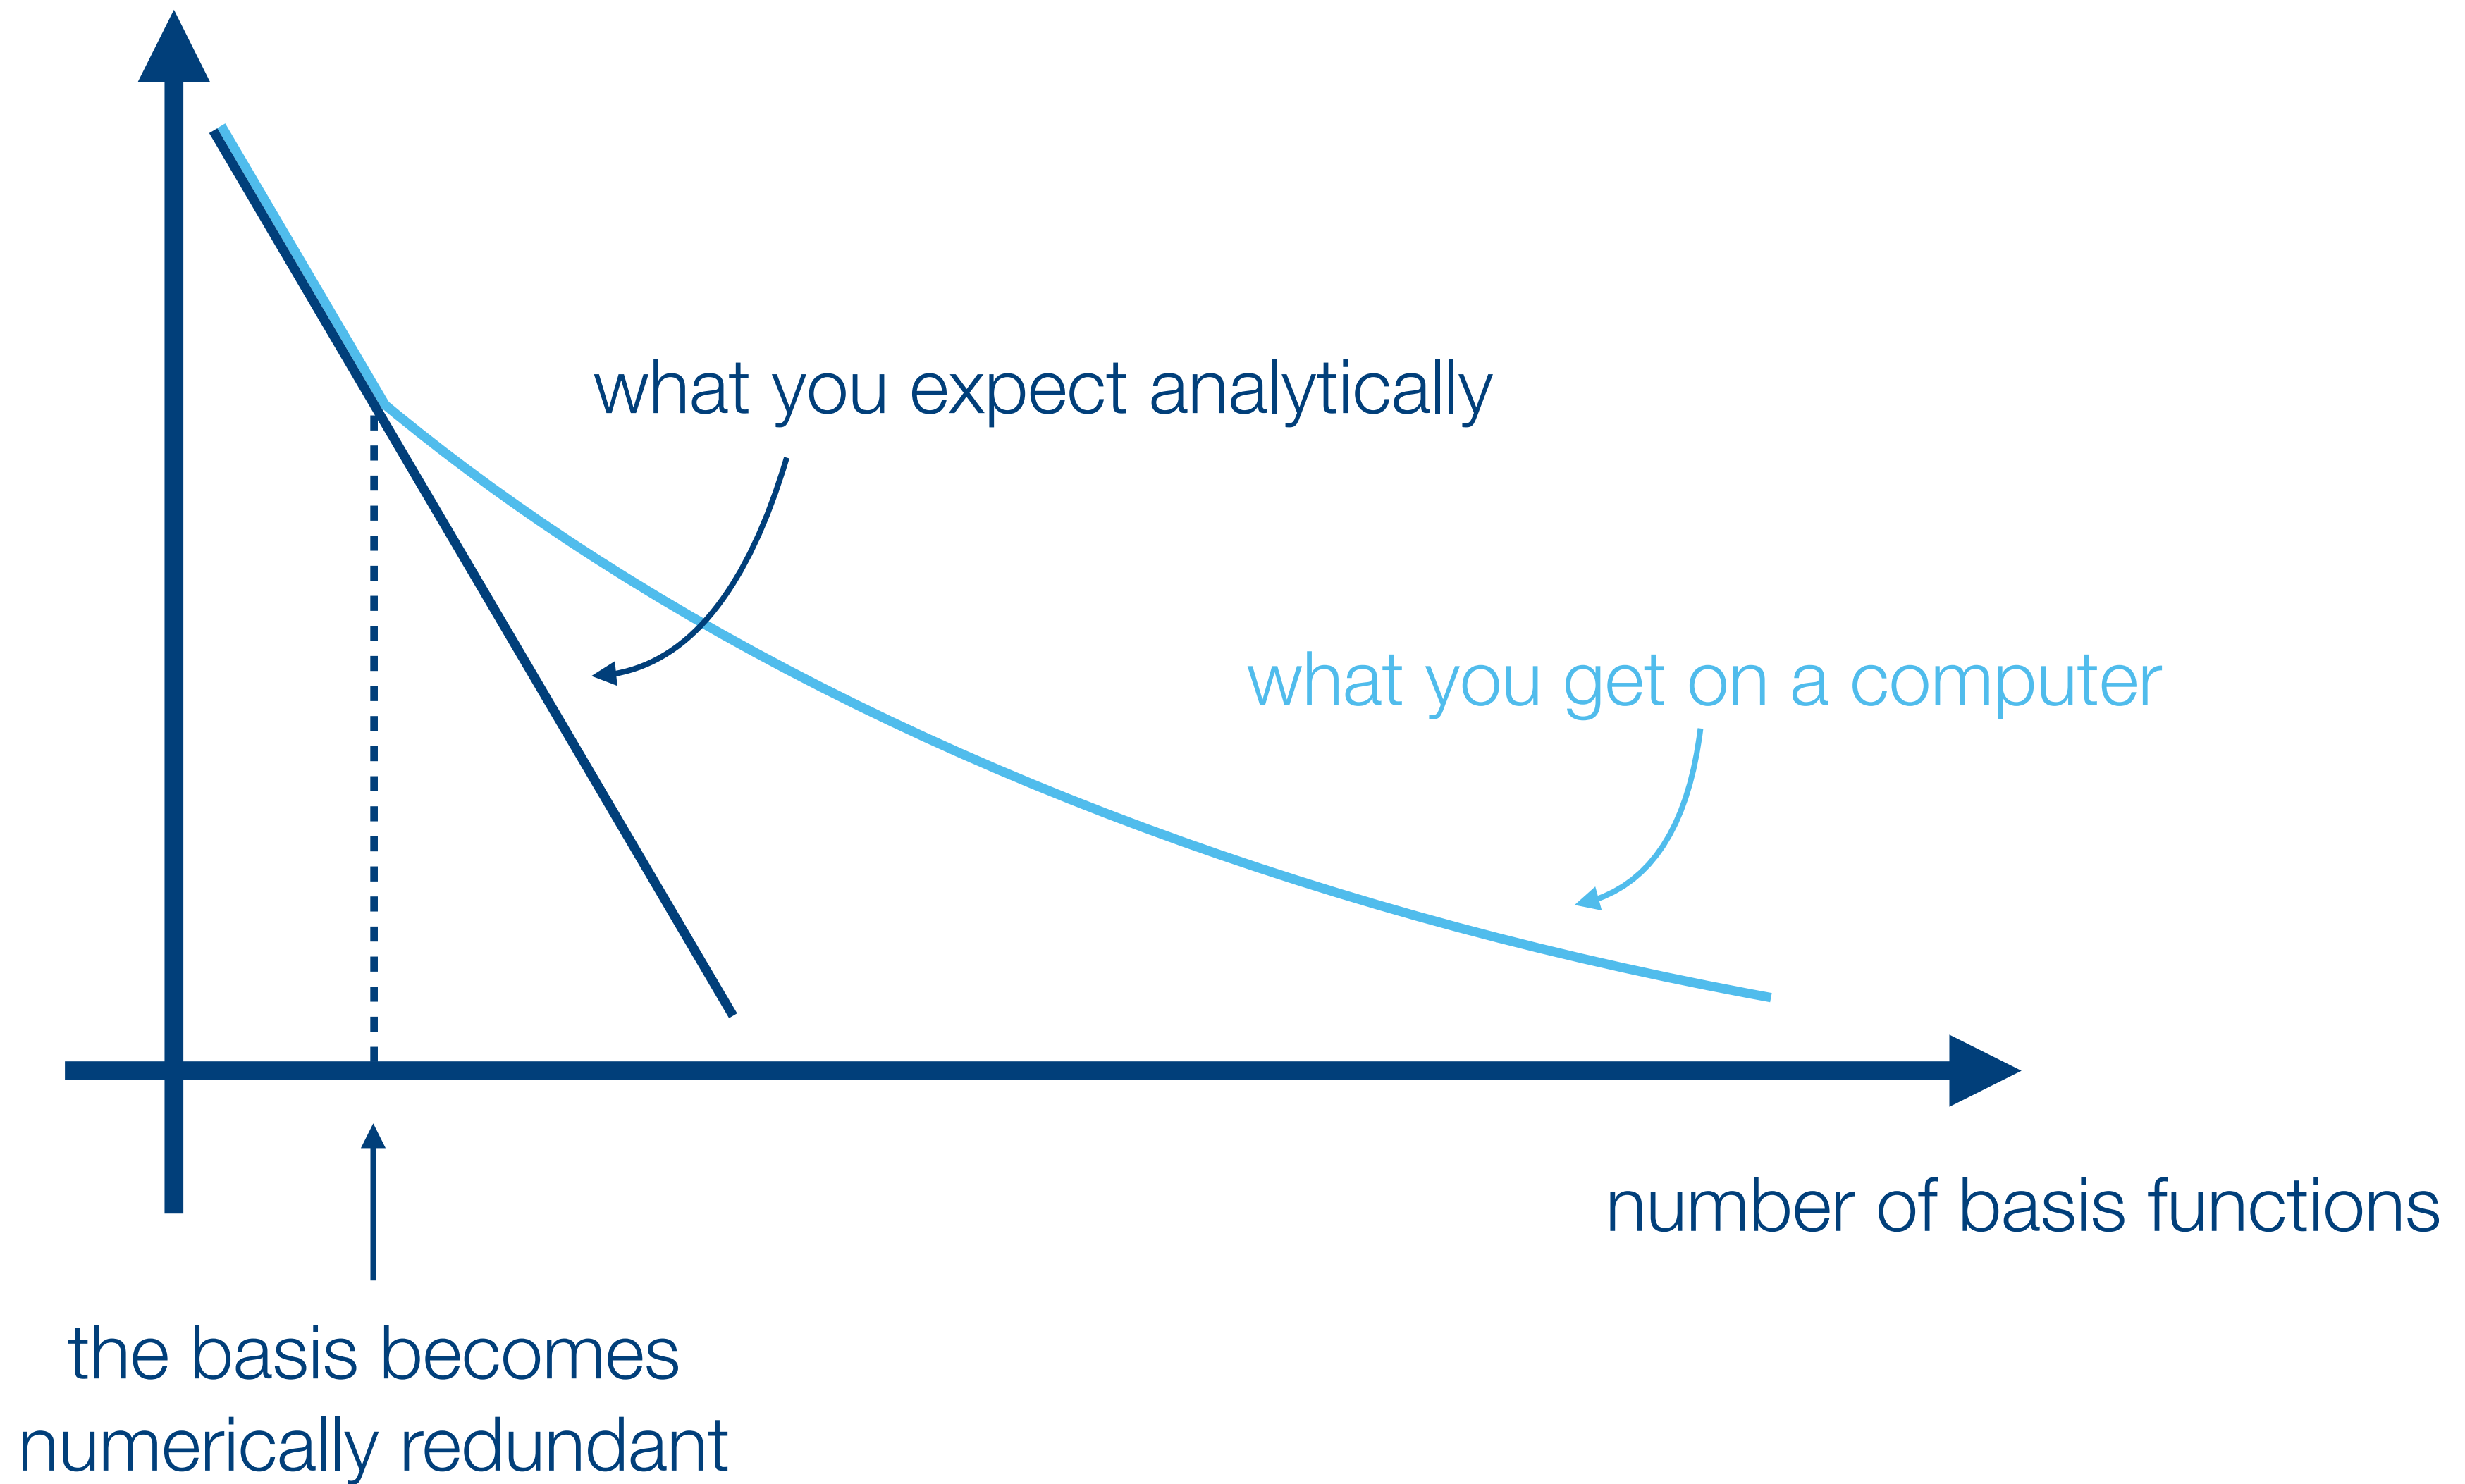 what you expect analytically
what you get on a computer
number of basis functions
the basis becomes
numerically redundant